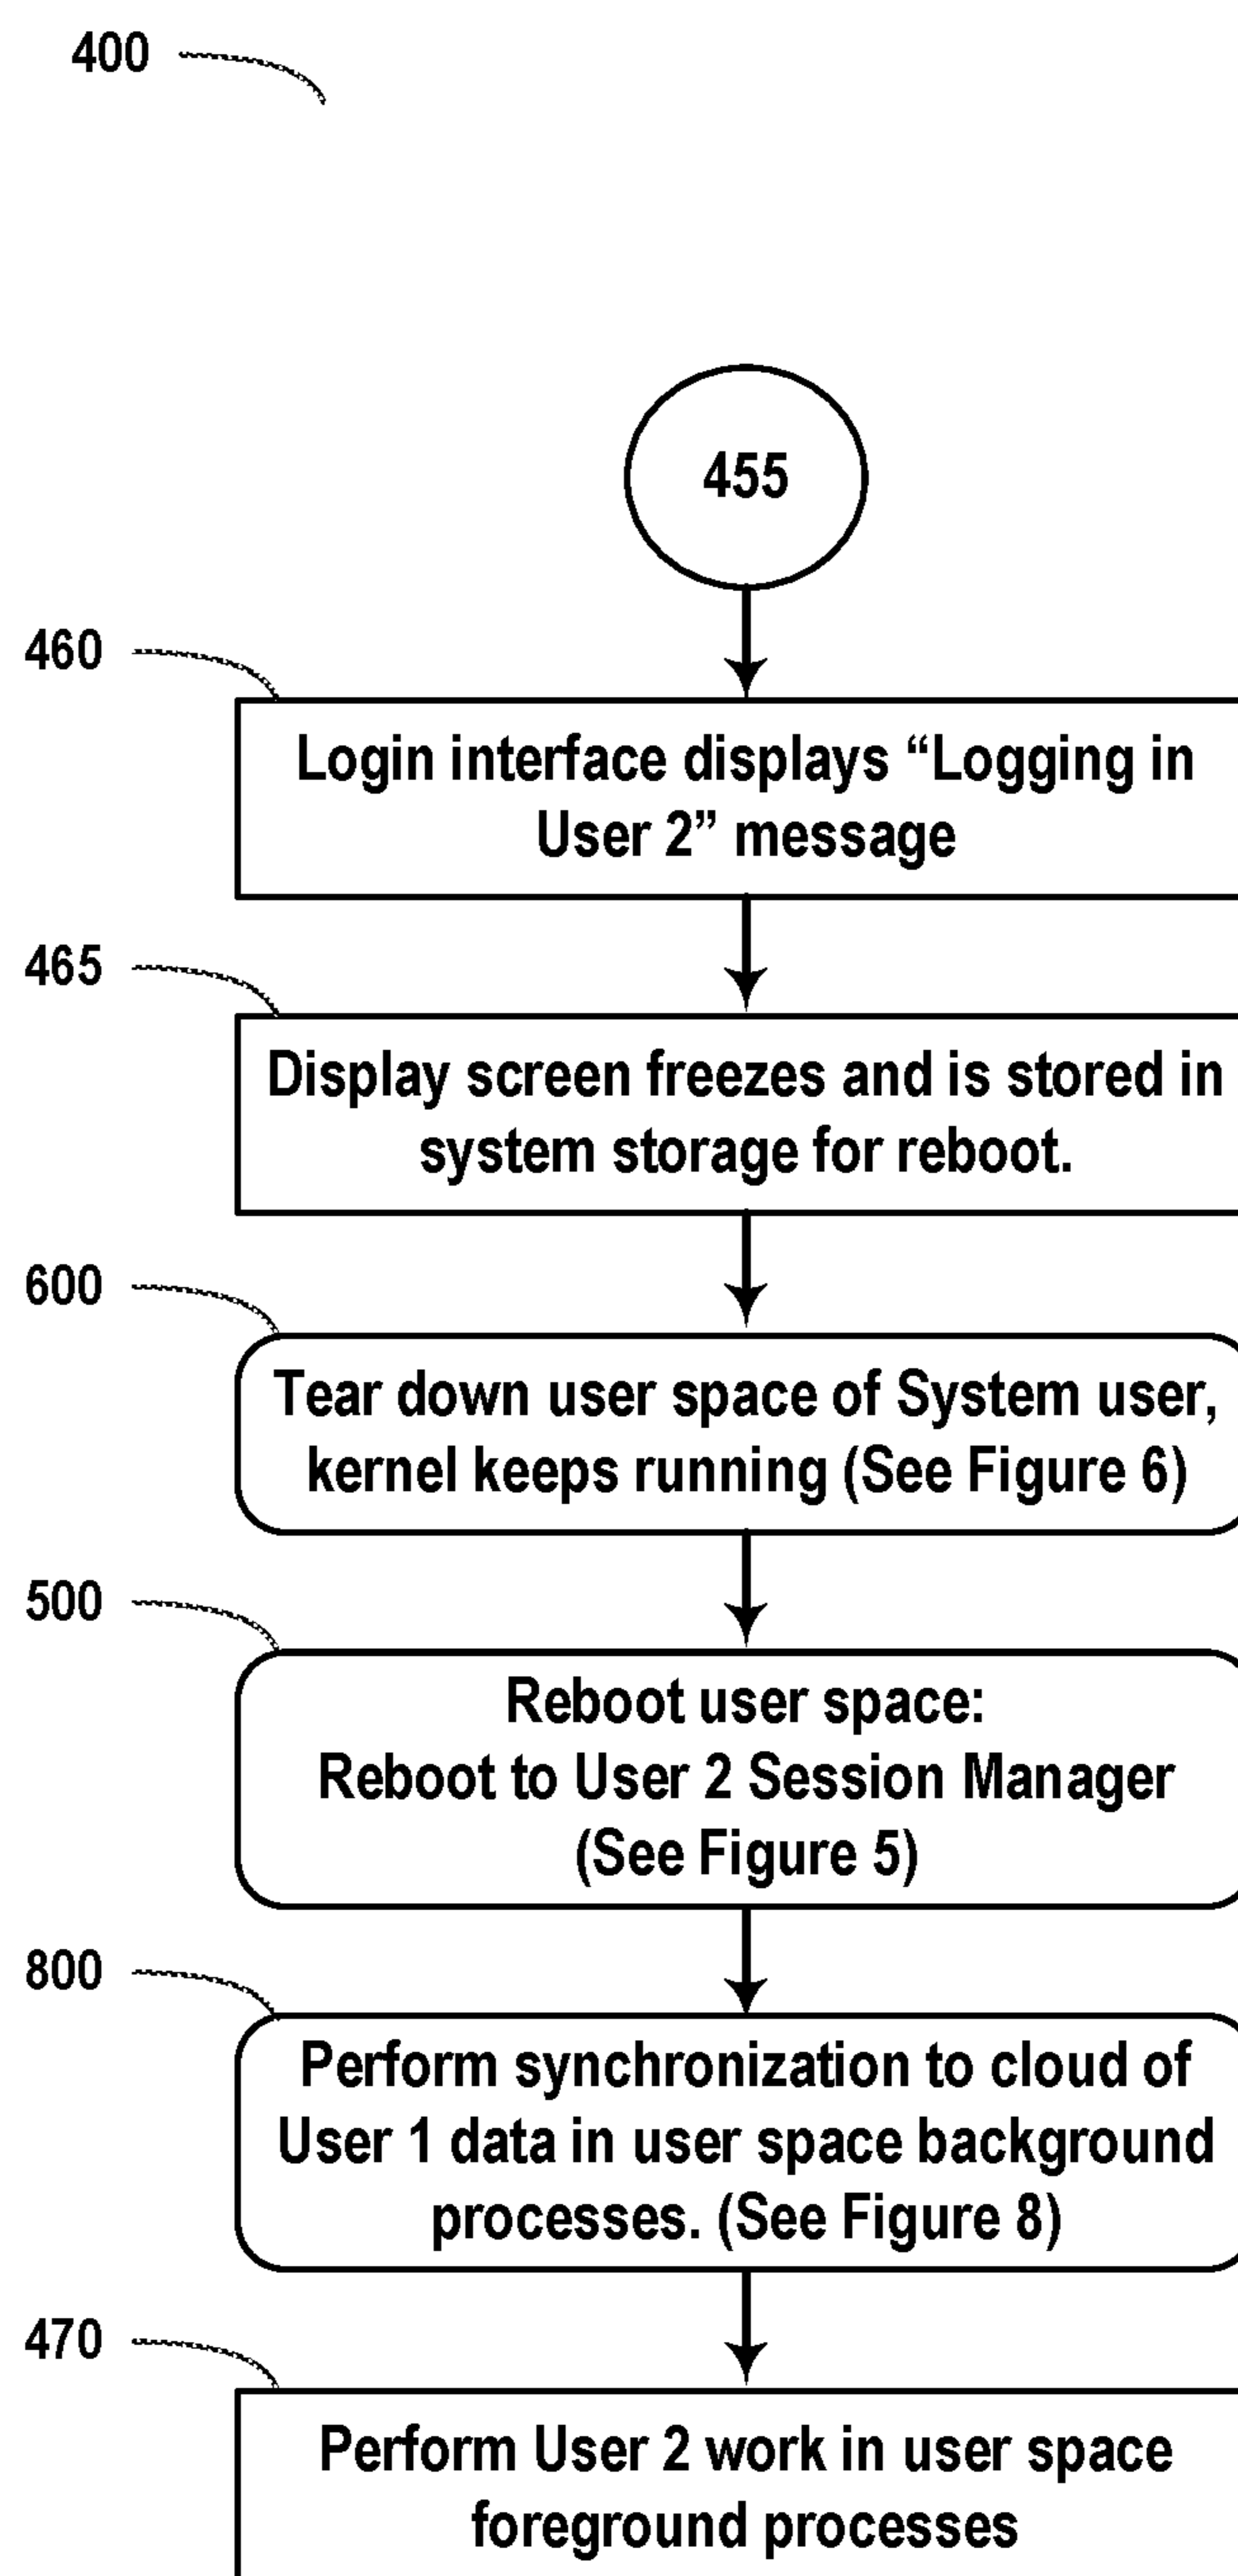 400
455
460
Login interface displays “Logging in
User 2” message
465
Display screen freezes and is stored in
system storage for reboot.
600
Tear down user space of System user,
kernel keeps running (See Figure 6)
500
Reboot user space:
Reboot to User 2 Session Manager
(See Figure 5)
800
Perform synchronization to cloud of
User 1 data in user space background
processes. (See Figure 8)
470
Perform User 2 work in user space
foreground processes